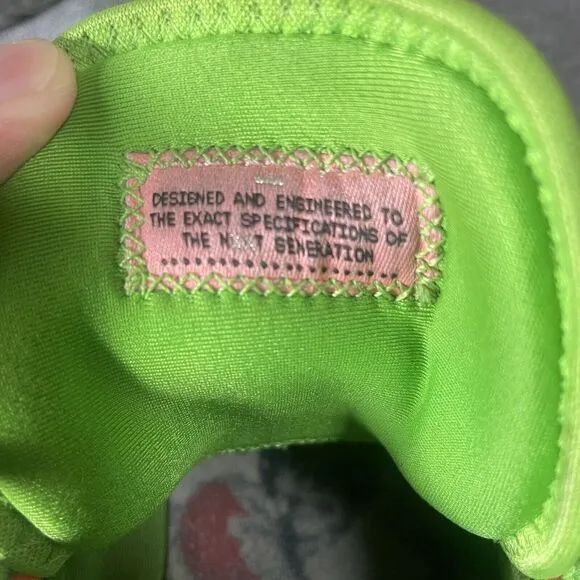 DESIGNED AND ENGINEERED TO
THE EXACT SPECIFICATIONS OF
THE NEXT GENERATION